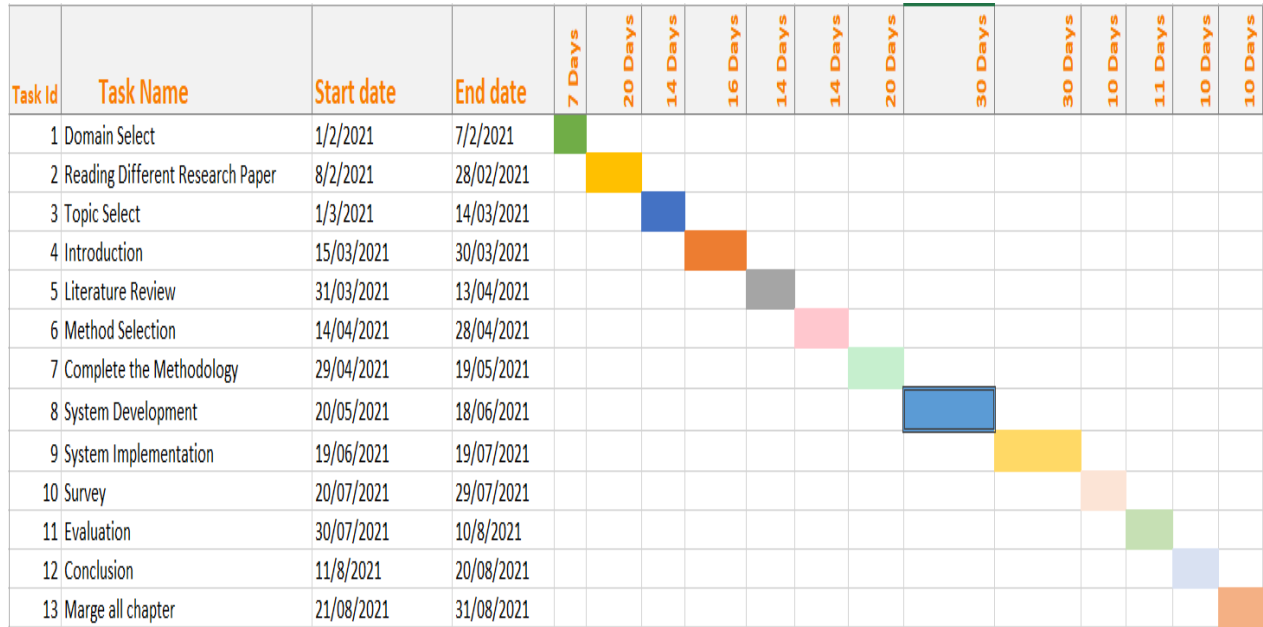 Task Id Task Name Start date End date 7 Days 20 Days 14 Days 16 Days 14 Days 14 Days 20 Days 30 Days 30 Days 10 Days 11 Days 10 Days 10 Days
1 Domain Select 1/2/2021 7/2/2021
2 Reading Different Research Paper 8/2/2021 28/02/2021
3 Topic Select 1/3/2021 14/03/2021
4 Introduction 15/03/2021 30/03/2021
5 Literature Review 31/03/2021 13/04/2021
6 Method Selection 14/04/2021 28/04/2021
7 Complete the Methodology 29/04/2021 19/05/2021
8 System Development 20/05/2021 18/06/2021
9 System Implementation 19/06/2021 19/07/2021
10 Survey 20/07/2021 29/07/2021
11 Evaluation 30/07/2021 10/8/2021
12 Conclusion 11/8/2021 20/08/2021
13 Marge all chapter 21/08/2021 31/08/2021